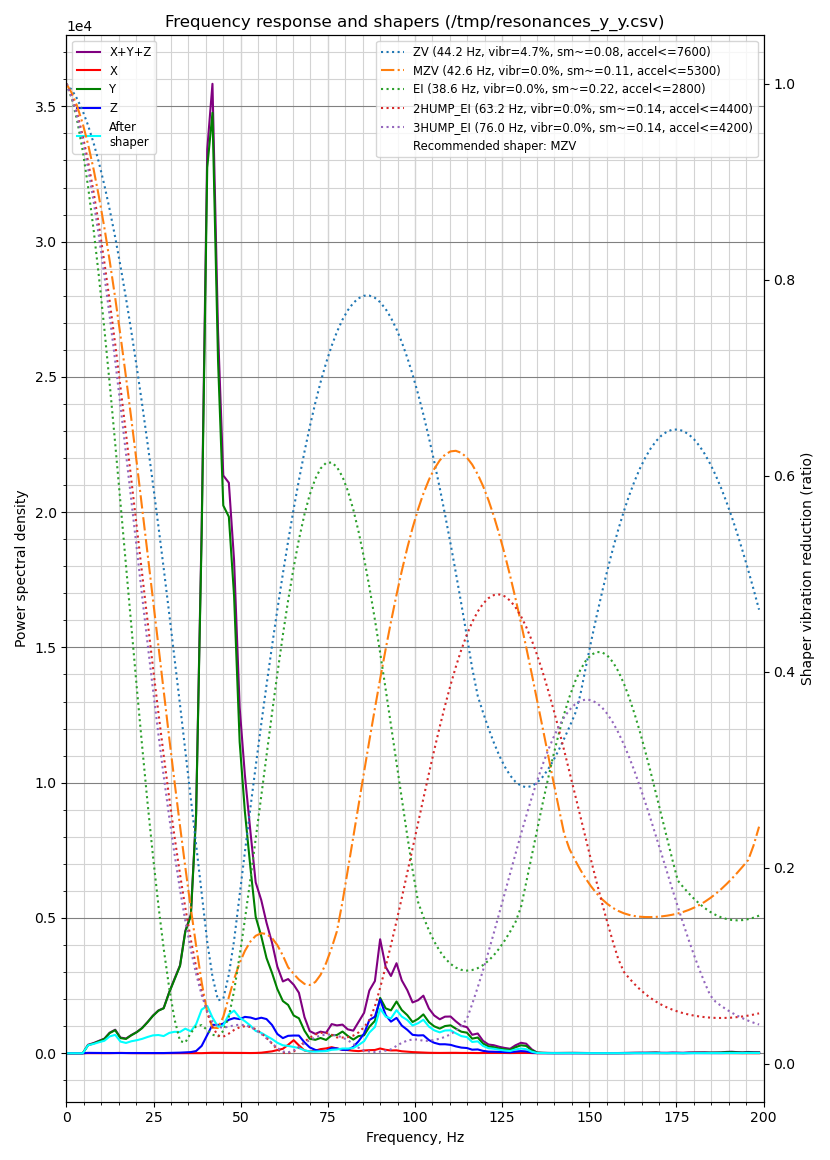 Frequency response and shapers (/tmp/resonances_y_y.csv)
1e4
X+Y+Z
X
Y
Z
After
shaper
ZV (44.2 Hz, vibr=4.7%, sm~=0.08, accel<=7600)
MZV (42.6 Hz, vibr=0.0%, sm~=0.11, accel<=5300)
EI (38.6 Hz, vibr=0.0%, sm~=0.22, accel<=2800)
2HUMP_EI (63.2 Hz, vibr=0.0%, sm~=0.14, accel<=4400)
3HUMP_EI (76.0 Hz, vibr=0.0%, sm~=0.14, accel<=4200)
Recommended shaper: MZV
Power spectral density
3.5
3.0
2.5
2.0
1.5
1.0
0.5
0.0
1.0
0.8
0.6
0.4
0.2
0.0
Shaper vibration reduction (ratio)
0 25 50 75 100 125 150 175 200
Frequency, Hz